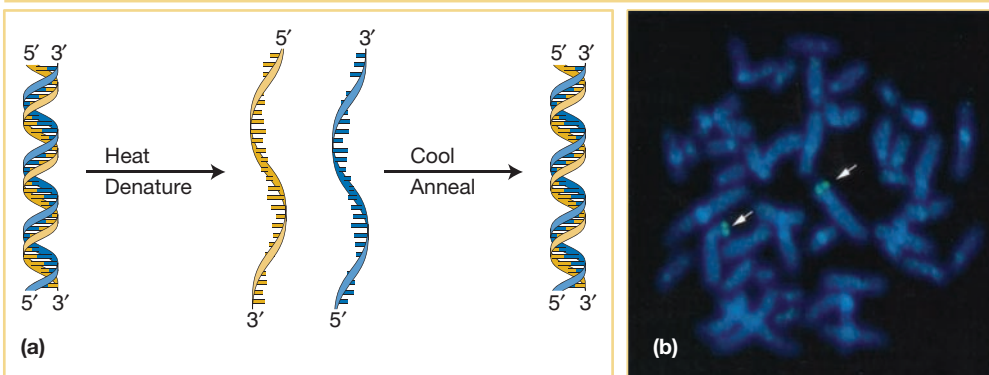 5′ 3′
5′ 3′
Heat
Denature
5′
3′
3′
5′
Cool
Anneal
5′ 3′
5′ 3′
(a)
(b)